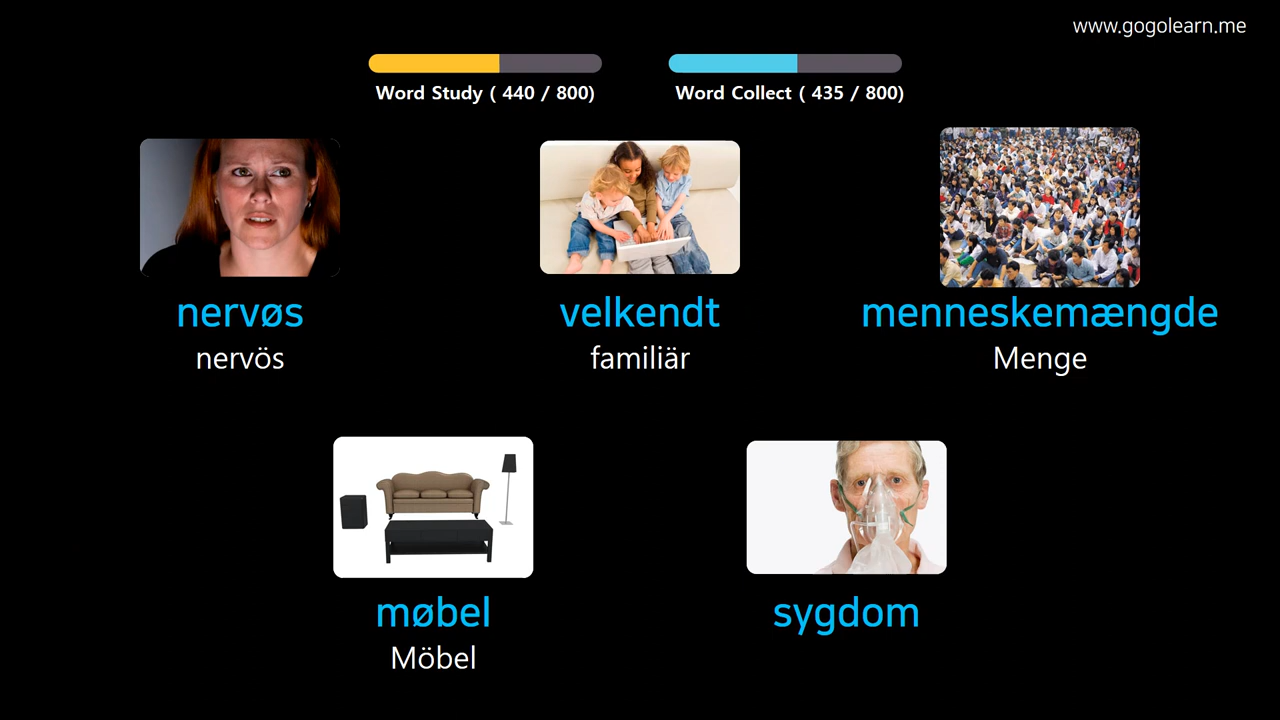 www.gogolearn.me
Word Study ( 440 / 800)
Word Collect ( 435 / 800)
nervøs
velkendt
menneskemængde
nervös
familiär
Menge
møbel
sygdom
Möbel